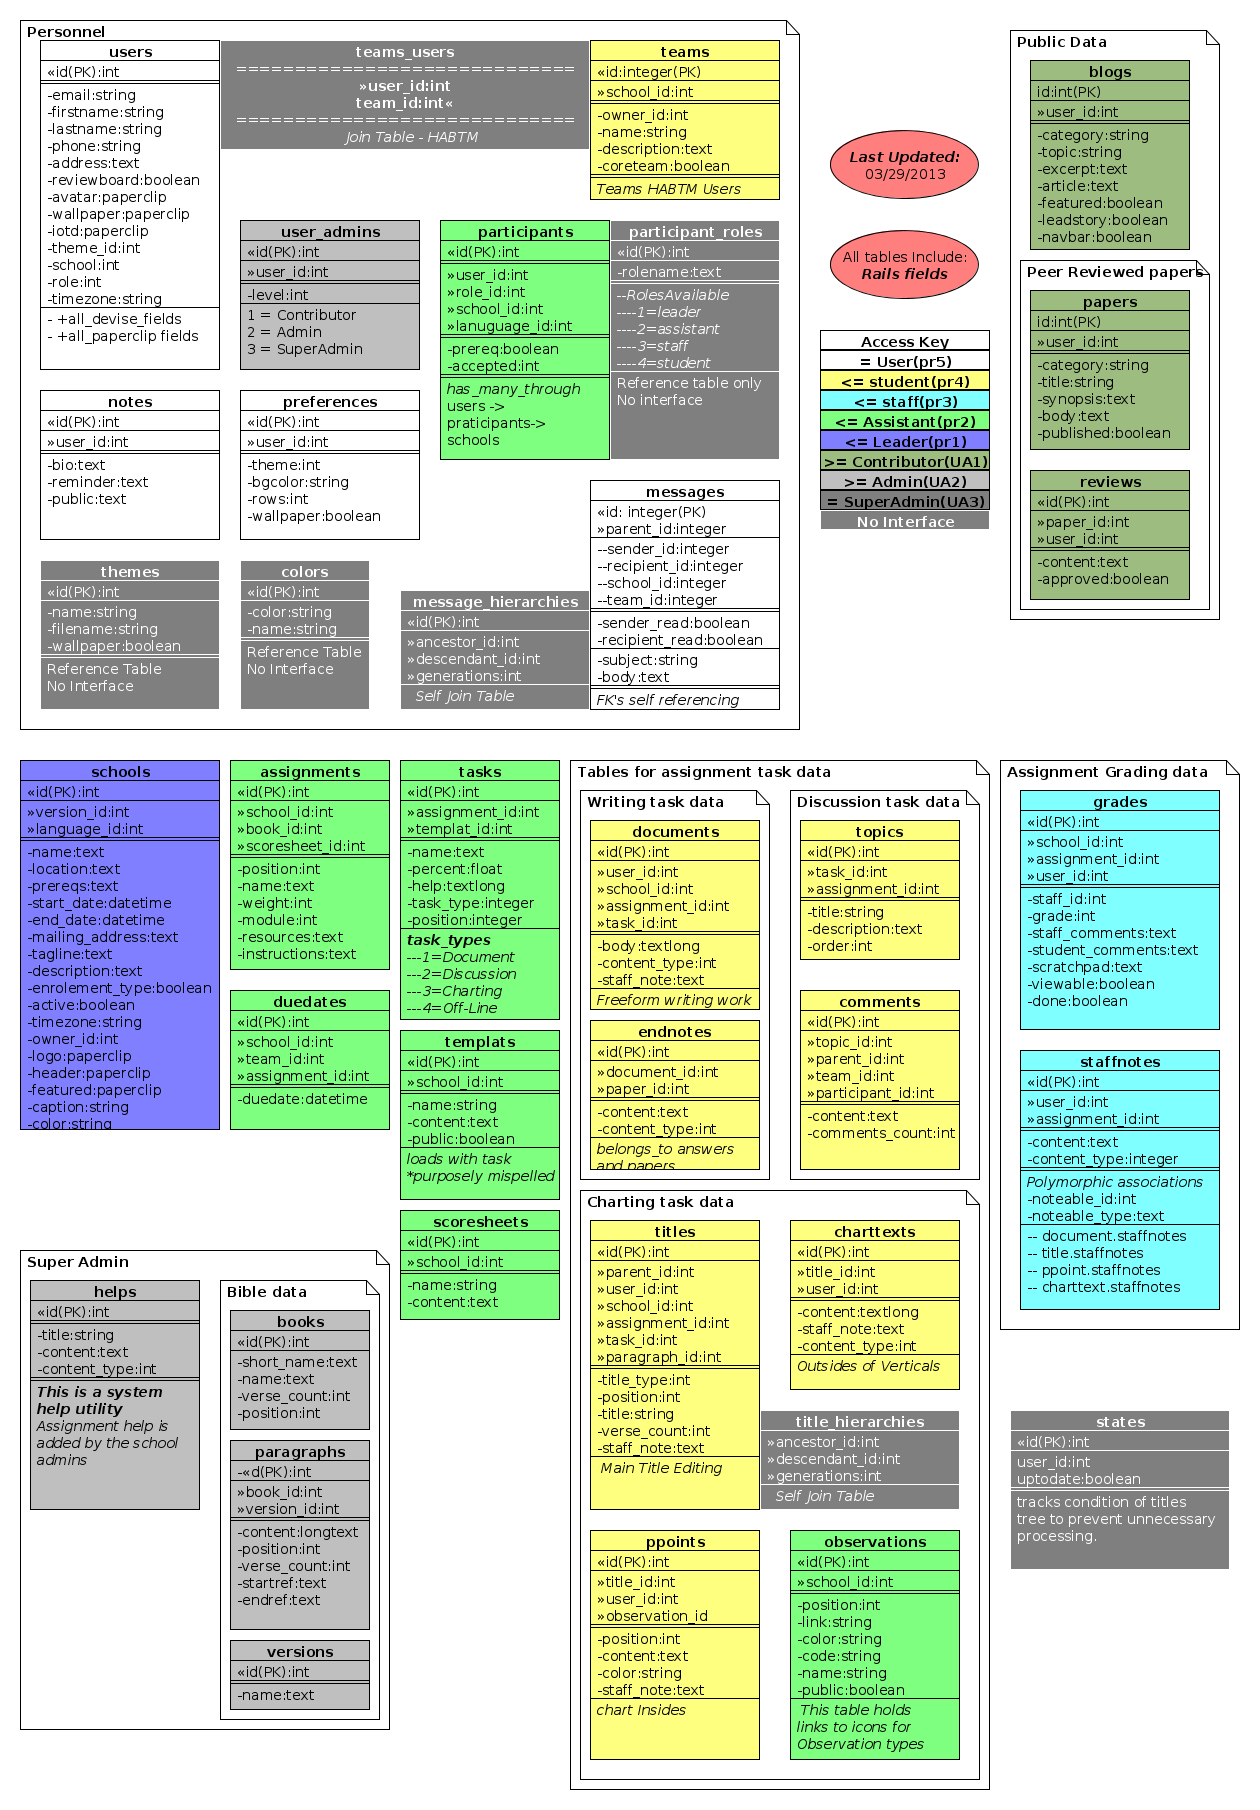 Personnel
users
«id(PK):int
-email:string
-firstname:string
-lastname:string
-phone:string
-address:text
-reviewboard:boolean
-avatar:paperclip
-wallpaper:paperclip
-iotd:paperclip
-theme_id:int
-school:int
-role:int
-timezone:string
- +all_devise_fields
- +all_paperclip fields
teams_users
=============================
»user_id:int
team_id:int«
=============================
Join Table - HABTM
teams
«id:integer(PK)
»school_id:int
-owner_id:int
-name:string
-description:text
-coreteam:boolean
Teams HABTM Users
user_admins
«id(PK):int
»user_id:int
-level:int
1 = Contributor
2 = Admin
3 = SuperAdmin
participants
«id(PK):int
»user_id:int
»role_id:int
»school_id:int
»lanuguage_id:int
-prereq:boolean
-accepted:int
has_many_through
users ->
praticipants->
schools
participant_roles
«id(PK):int
-rolename:text
--RolesAvailable
----1=leader
----2=assistant
----3=staff
----4=student
Reference table only
No interface
notes
«id(PK):int
»user_id:int
-bio:text
-reminder:text
-public:text
preferences
«id(PK):int
»user_id:int
-theme:int
-bgcolor:string
-rows:int
-wallpaper:boolean
messages
«id: integer(PK)
»parent_id:integer
--sender_id:integer
--recipient_id:integer
--school_id:integer
--team_id:integer
-sender_read:boolean
-recipient_read:boolean
-subject:string
-body:text
FK's self referencing
themes
«id(PK):int
-name:string
-filename:string
-wallpaper:boolean
Reference Table
No Interface
colors
«id(PK):int
-color:string
-name:string
Reference Table
No Interface
message_hierarchies
«id(PK):int
»ancestor_id:int
»descendant_id:int
»generations:int
Self Join Table
Last Updated:
03/29/2013
All tables Include:
Rails fields
Access Key
= User(pr5)
<= student(pr4)
<= staff(pr3)
<= Assistant(pr2)
<= Leader(pr1)
>= Contributor(UA1)
>= Admin(UA2)
= SuperAdmin(UA3)
No Interface
Public Data
blogs
id:int(PK)
»user_id:int
-category:string
-topic:string
-excerpt:text
-article:text
-featured:boolean
-leadstory:boolean
-navbar:boolean
Peer Reviewed papers
papers
id:int(PK)
»user_id:int
-category:string
-title:string
-synopsis:text
-body:text
-published:boolean
reviews
«id(PK):int
»paper_id:int
»user_id:int
-content:text
-approved:boolean
schools
«id(PK):int
»version_id:int
»language_id:int
-name:text
-location:text
-prereqs:text
-start_date:datetime
-end_date:datetime
-mailing_address:text
-tagline:text
-description:text
-enrolement_type:boolean
-active:boolean
-timezone:string
-owner_id:int
-logo:paperclip
-header:paperclip
-featured:paperclip
-caption:string
-color:string
assignments
«id(PK):int
»school_id:int
»book_id:int
»scoresheet_id:int
-position:int
-name:text
-weight:int
-module:int
-resources:text
-instructions:text
duedates
«id(PK):int
»school_id:int
»team_id:int
»assignment_id:int
-duedate:datetime
tasks
«id(PK):int
»assignment_id:int
»templat_id:int
-name:text
-percent:float
-help:textlong
-task_type:integer
-position:integer
task_types
---1=Document
---2=Discussion
---3=Charting
---4=Off-Line
templats
«id(PK):int
»school_id:int
-name:string
-content:text
-public:boolean
loads with task
*purposely mispelled
scoresheets
«id(PK):int
»school_id:int
-name:string
-content:text
Tables for assignment task data
Writing task data
documents
«id(PK):int
»user_id:int
»school_id:int
»assignment_id:int
»task_id:int
-body:textlong
-content_type:int
-staff_note:text
Freeform writing work
endnotes
«id(PK):int
»document_id:int
»paper_id:int
-content:text
-content_type:int
belongs_to answers
and papers
Discussion task data
topics
«id(PK):int
»task_id:int
»assignment_id:int
-title:string
-description:text
-order:int
comments
«id(PK):int
»topic_id:int
»parent_id:int
»team_id:int
»participant_id:int
-content:text
-comments_count:int
Charting task data
titles
«id(PK):int
»parent_id:int
»user_id:int
»school_id:int
»assignment_id:int
»task_id:int
»paragraph_id:int
-title_type:int
-position:int
-title:string
-verse_count:int
-staff_note:text
Main Title Editing
charttexts
«id(PK):int
»title_id:int
»user_id:int
-content:textlong
-staff_note:text
-content_type:int
Outsides of Verticals
title_hierarchies
»ancestor_id:int
»descendant_id:int
»generations:int
Self Join Table
ppoints
«id(PK):int
»title_id:int
»user_id:int
»observation_id
-position:int
-content:text
-color:string
-staff_note:text
chart Insides
observations
«id(PK):int
»school_id:int
-position:int
-link:string
-color:string
-code:string
-name:string
-public:boolean
This table holds
links to icons for
Observation types
Assignment Grading data
grades
«id(PK):int
»school_id:int
»assignment_id:int
»user_id:int
-staff_id:int
-grade:int
-staff_comments:text
-student_comments:text
-scratchpad:text
-viewable:boolean
-done:boolean
staffnotes
«id(PK):int
»user_id:int
»assignment_id:int
-content:text
-content_type:integer
Polymorphic associations
-noteable_id:int
-noteable_type:text
-- document.staffnotes
-- title.staffnotes
-- ppoint.staffnotes
-- charttext.staffnotes
states
«id(PK):int
user_id:int
uptodate:boolean
tracks condition of titles
tree to prevent unnecessary
processing.
Super Admin
helps
«id(PK):int
-title:string
-content:text
-content_type:int
This is a system
help utility
Assignment help is
added by the school
admins
Bible data
books
«id(PK):int
-short_name:text
-name:text
-verse_count:int
-position:int
paragraphs
-«d(PK):int
»book_id:int
»version_id:int
-content:longtext
-position:int
-verse_count:int
-startref:text
-endref:text
versions
«id(PK):int
-name:text